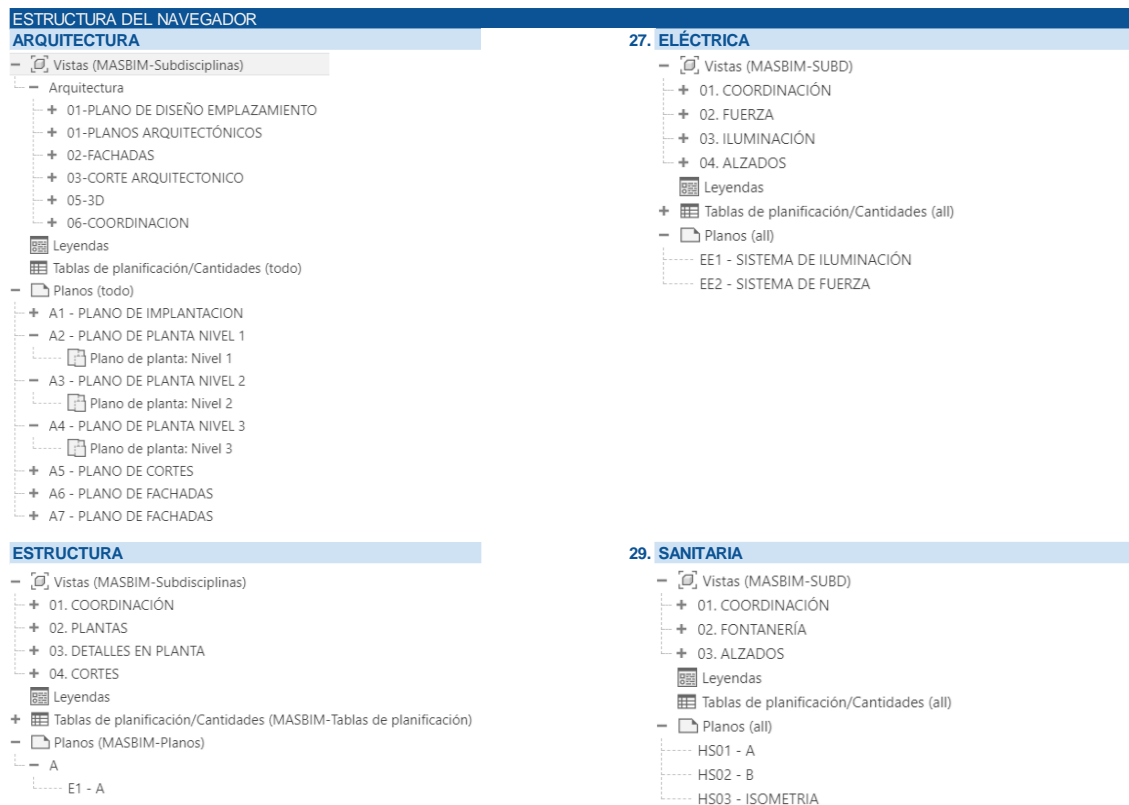 ESTRUCTURA DEL NAVEGADOR
ARQUITECTURA
Vistas (MASBIM-Subdisciplinas)
Arquitectura
01-PLANO DE DISEÑO EMPLAZAMIENTO
01-PLANOS ARQUITECTÓNICOS
02-FACHADAS
03-CORTE ARQUITECTONICO
05-3D
06-COORDINACION
Leyendas
Tablas de planificación/Cantidades (todo)
Planos (todo)
A1 - PLANO DE IMPLANTACION
A2 - PLANO DE PLANTA NIVEL 1
Plano de planta: Nivel 1
A3 - PLANO DE PLANTA NIVEL 2
Plano de planta: Nivel 2
A4 - PLANO DE PLANTA NIVEL 3
Plano de planta: Nivel 3
A5 - PLANO DE CORTES
A6 - PLANO DE FACHADAS
A7 - PLANO DE FACHADAS
27. ELÉCTRICA
Vistas (MASBIM-SUBD)
01. COORDINACIÓN
02. FUERZA
03. ILUMINACIÓN
04. ALZADOS
Leyendas
Tablas de planificación/Cantidades (all)
Planos (all)
EE1 - SISTEMA DE ILUMINACIÓN
EE2 - SISTEMA DE FUERZA
ESTRUCTURA
Vistas (MASBIM-Subdisciplinas)
01. COORDINACIÓN
02. PLANTAS
03. DETALLES EN PLANTA
04. CORTES
Leyendas
Tablas de planificación/Cantidades (MASBIM-Tablas de planificación)
Planos (MASBIM-Planos)
A
E1 - A
29. SANITARIA
Vistas (MASBIM-SUBD)
01. COORDINACIÓN
02. FONTANERÍA
03. ALZADOS
Leyendas
Tablas de planificación/Cantidades (all)
Planos (all)
HS01 - A
HS02 - B
HS03 - ISOMETRIA